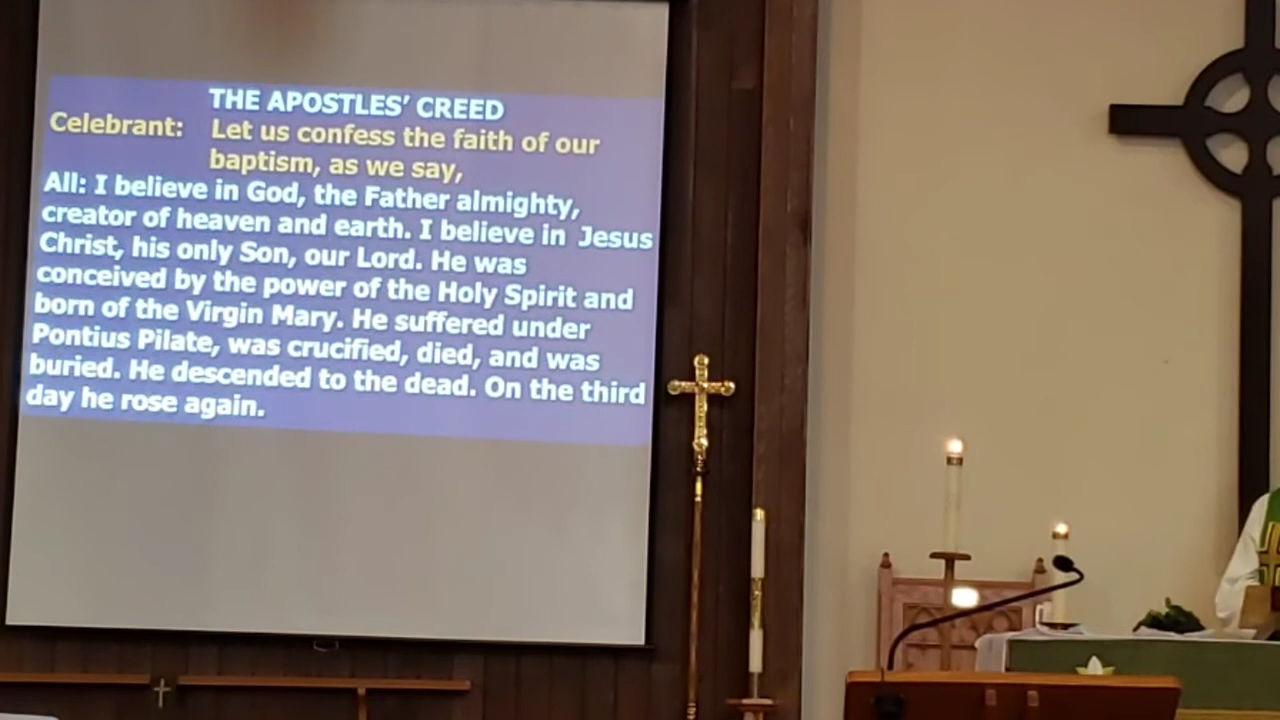 THE APOSTLES’ CREED
Celebrant: Let us confess the faith of our
baptism, as we say,
All: I believe in God, the Father almighty,
creator of heaven and earth. I believe in Jesus
Christ, his only Son, our Lord. He was
conceived by the power of the Holy Spirit and
born of the Virgin Mary. He suffered under
Pontius Pilate, was crucified, died, and was
buried. He descended to the dead. On the third
day he rose again.